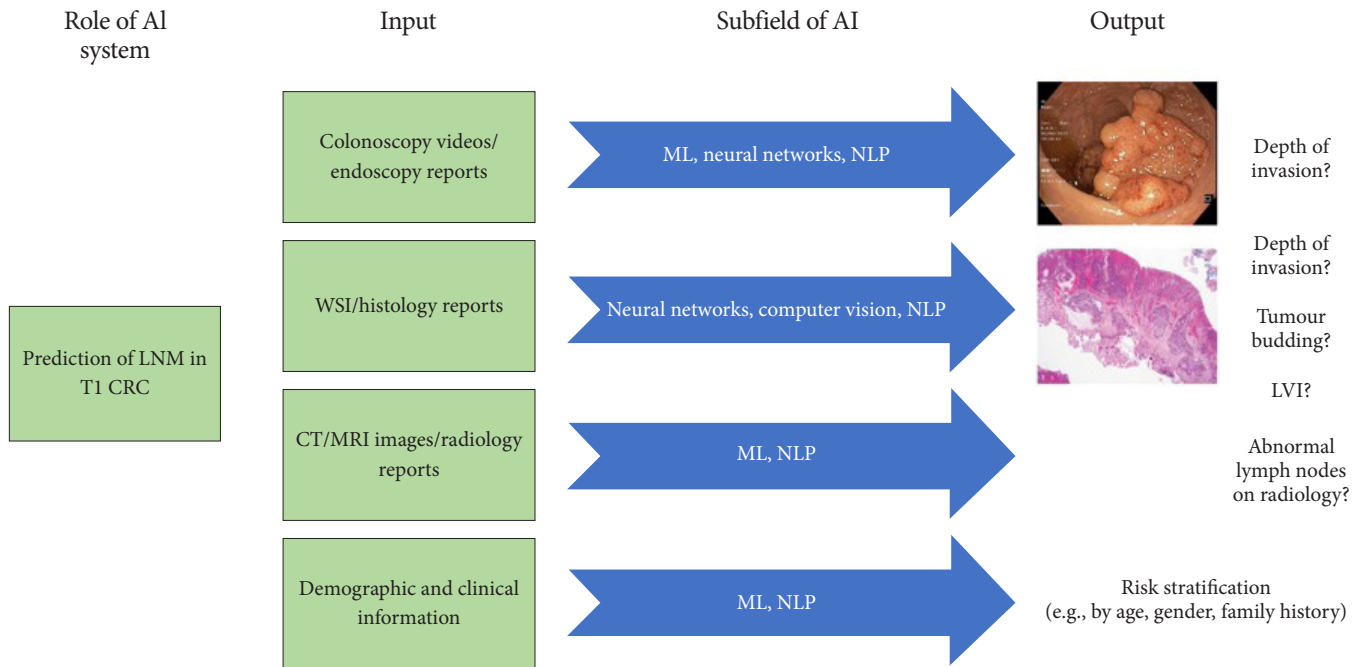 Role of AI
system
Input
Subfield of AI
Output
Prediction of LNM in
T1 CRC
Colonoscopy videos/
endoscopy reports
ML, neural networks, NLP
Depth of
invasion?
WSI/histology reports
Neural networks, computer vision, NLP
Depth of
invasion?
Tumour
budding?
LVI?
CT/MRI images/radiology
reports
ML, NLP
Abnormal
lymph nodes
on radiology?
Demographic and clinical
information
ML, NLP
Risk stratification
(e.g., by age, gender, family history)